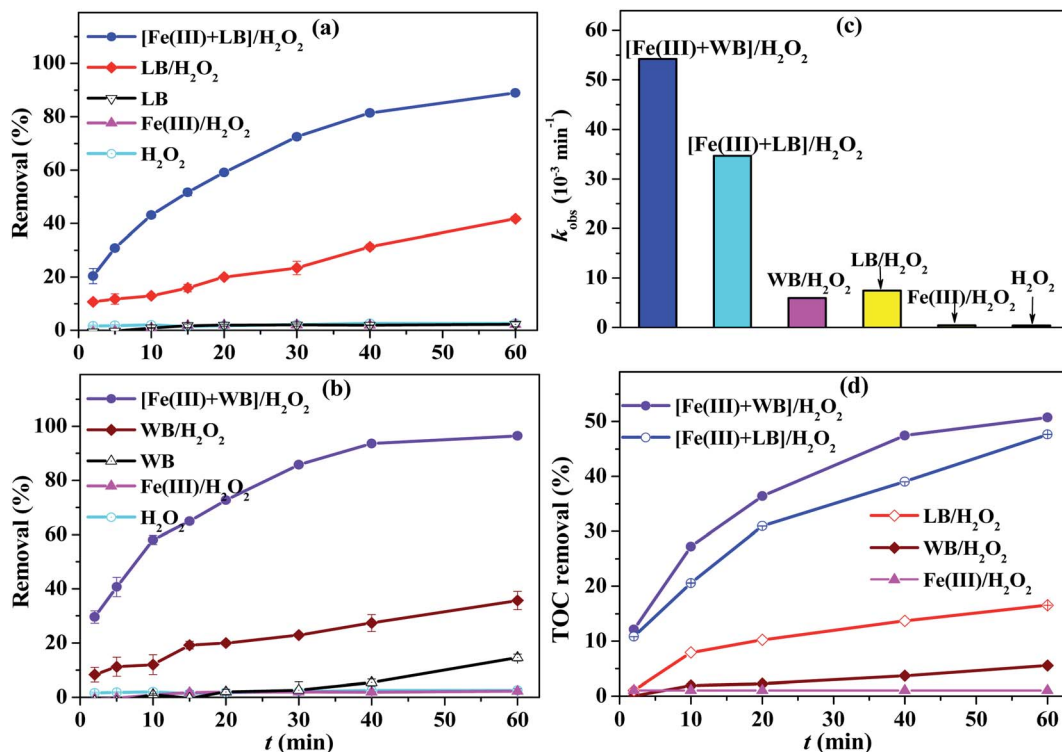 (a)
[Fe(III)+LB]/H₂O₂
LB/H₂O₂
LB
Fe(III)/H₂O₂
H₂O₂
Removal (%)
100
80
60
40
20
0
0 10 20 30 40 50 60
(b)
[Fe(III)+WB]/H₂O₂
WB/H₂O₂
WB
Fe(III)/H₂O₂
H₂O₂
Removal (%)
100
80
60
40
20
0
0 10 20 30 40 50 60
t (min)
(c)
[Fe(III)+WB]/H₂O₂
[Fe(III)+LB]/H₂O₂
WB/H₂O₂
LB/H₂O₂
Fe(III)/H₂O₂
H₂O₂
k_obs (10⁻³ min⁻¹)
60
50
40
30
20
10
0
(d)
[Fe(III)+WB]/H₂O₂
[Fe(III)+LB]/H₂O₂
LB/H₂O₂
WB/H₂O₂
Fe(III)/H₂O₂
TOC removal (%)
50
40
30
20
10
0
0 10 20 30 40 50 60
t (min)